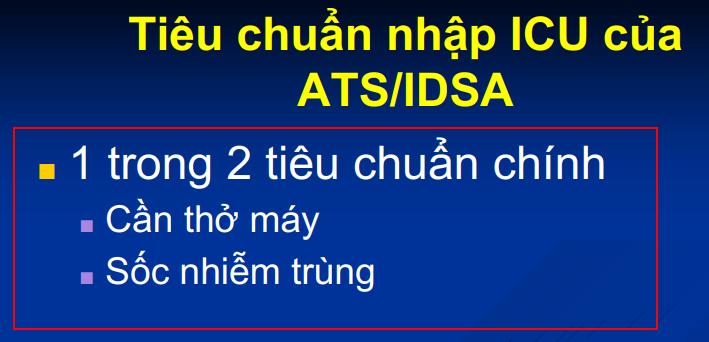 Tiêu chuẩn nhập ICU của
ATS/IDSA
1 trong 2 tiêu chuẩn chính
Cần thở máy
Sốc nhiễm trùng